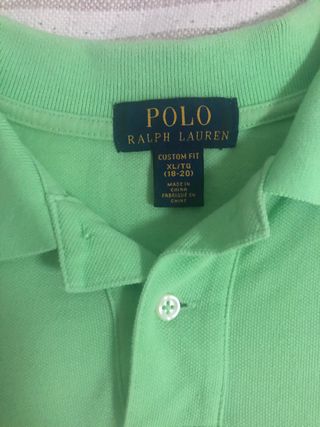 POLO
RALPH LAUREN
CUSTOM FIT
XL/TG
(18-20)
MADE IN
CHINA
FABRIQUÉ EN
CHINE